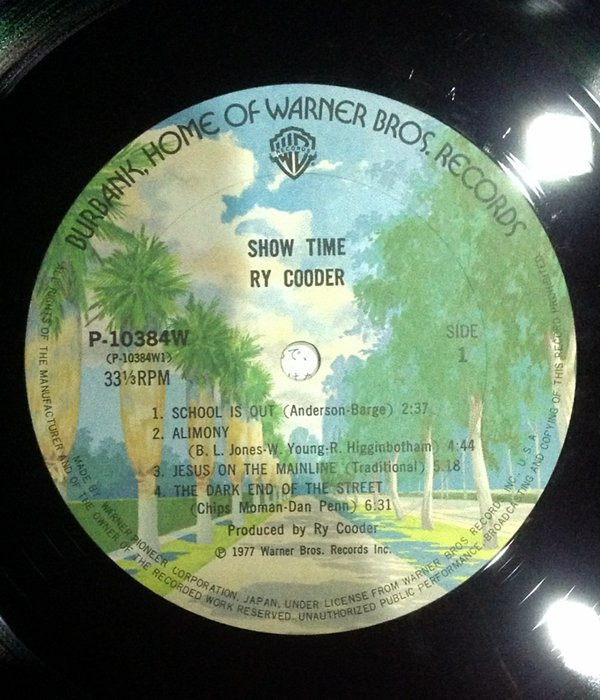 BURBANK, HOME OF WARNER BROS. RECORDS
RECORDS
SHOW TIME
RY COODER
P-10384W
(P-10384W1)
33⅓RPM
SIDE
1
1. SCHOOL IS OUT (Anderson-Barge) 2:37
2. ALIMONY
(B. L. Jones-W. Young-R. Higginbotham) 4:44
3. JESUS ON THE MAINLINE (Traditional) 5.18
4. THE DARK END OF THE STREET
(Chips Moman-Dan Penn) 6.31
Produced by Ry Cooder
℗ 1977 Warner Bros. Records Inc.
MADE BY WARNER-PIONEER CORPORATION, JAPAN, UNDER LICENSE FROM WARNER BROS RECORD, INC., U.S.A.
ALL RIGHTS OF THE MANUFACTURER AND OF THE OWNER OF THE RECORDED WORK RESERVED. UNAUTHORIZED PUBLIC PERFORMANCE, BROADCASTING AND COPYING OF THIS RECORD PROHIBITED.